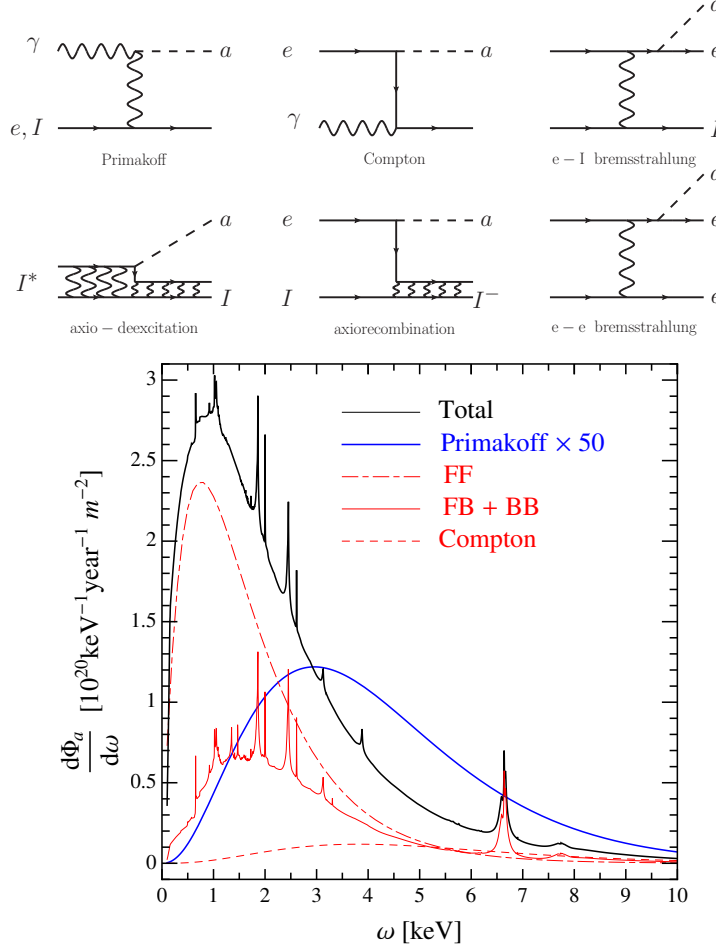 γ a e a e
e, I γ I
Primakoff Compton e − I bremsstrahlung
a a a
I* e e
I I I⁻ e
axio − deexcitation axiorecombination e − e bremsstrahlung
3
2.5
2
1.5
1
0.5
0
dΦₐ/dω [10²⁰keV⁻¹year⁻¹ m⁻²]
Total
Primakoff × 50
FF
FB + BB
Compton
0 1 2 3 4 5 6 7 8 9 10
ω [keV]